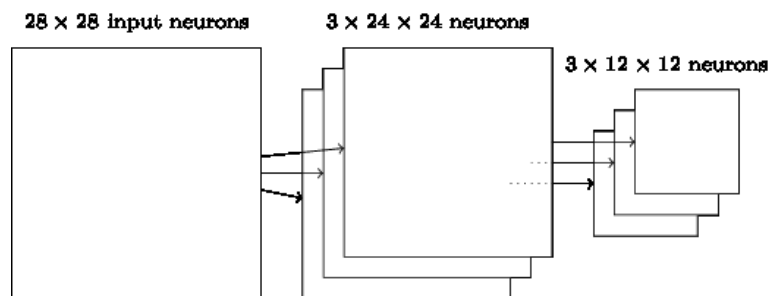 28 × 28 input neurons
3 × 24 × 24 neurons
3 × 12 × 12 neurons